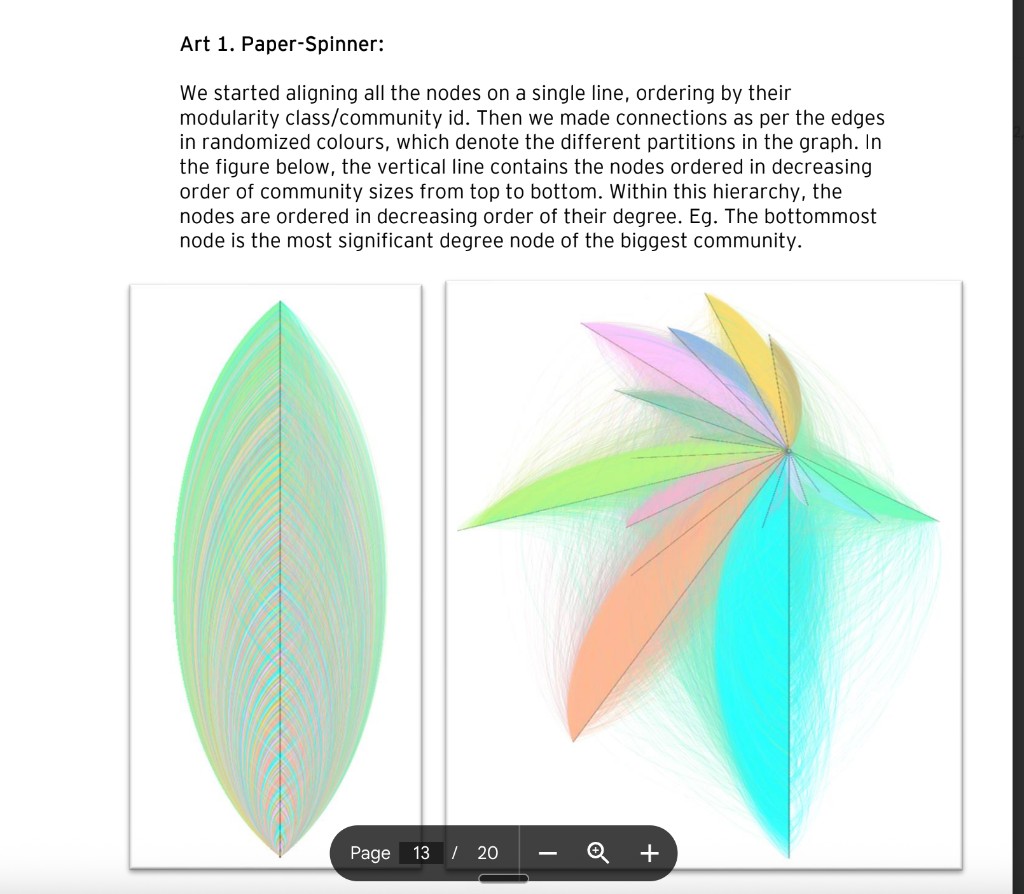 Art 1. Paper-Spinner:
We started aligning all the nodes on a single line, ordering by their
modularity class/community id. Then we made connections as per the edges
in randomized colours, which denote the different partitions in the graph. In
the figure below, the vertical line contains the nodes ordered in decreasing
order of community sizes from top to bottom. Within this hierarchy, the
nodes are ordered in decreasing order of their degree. Eg. The bottommost
node is the most significant degree node of the biggest community.
Page 13 / 20